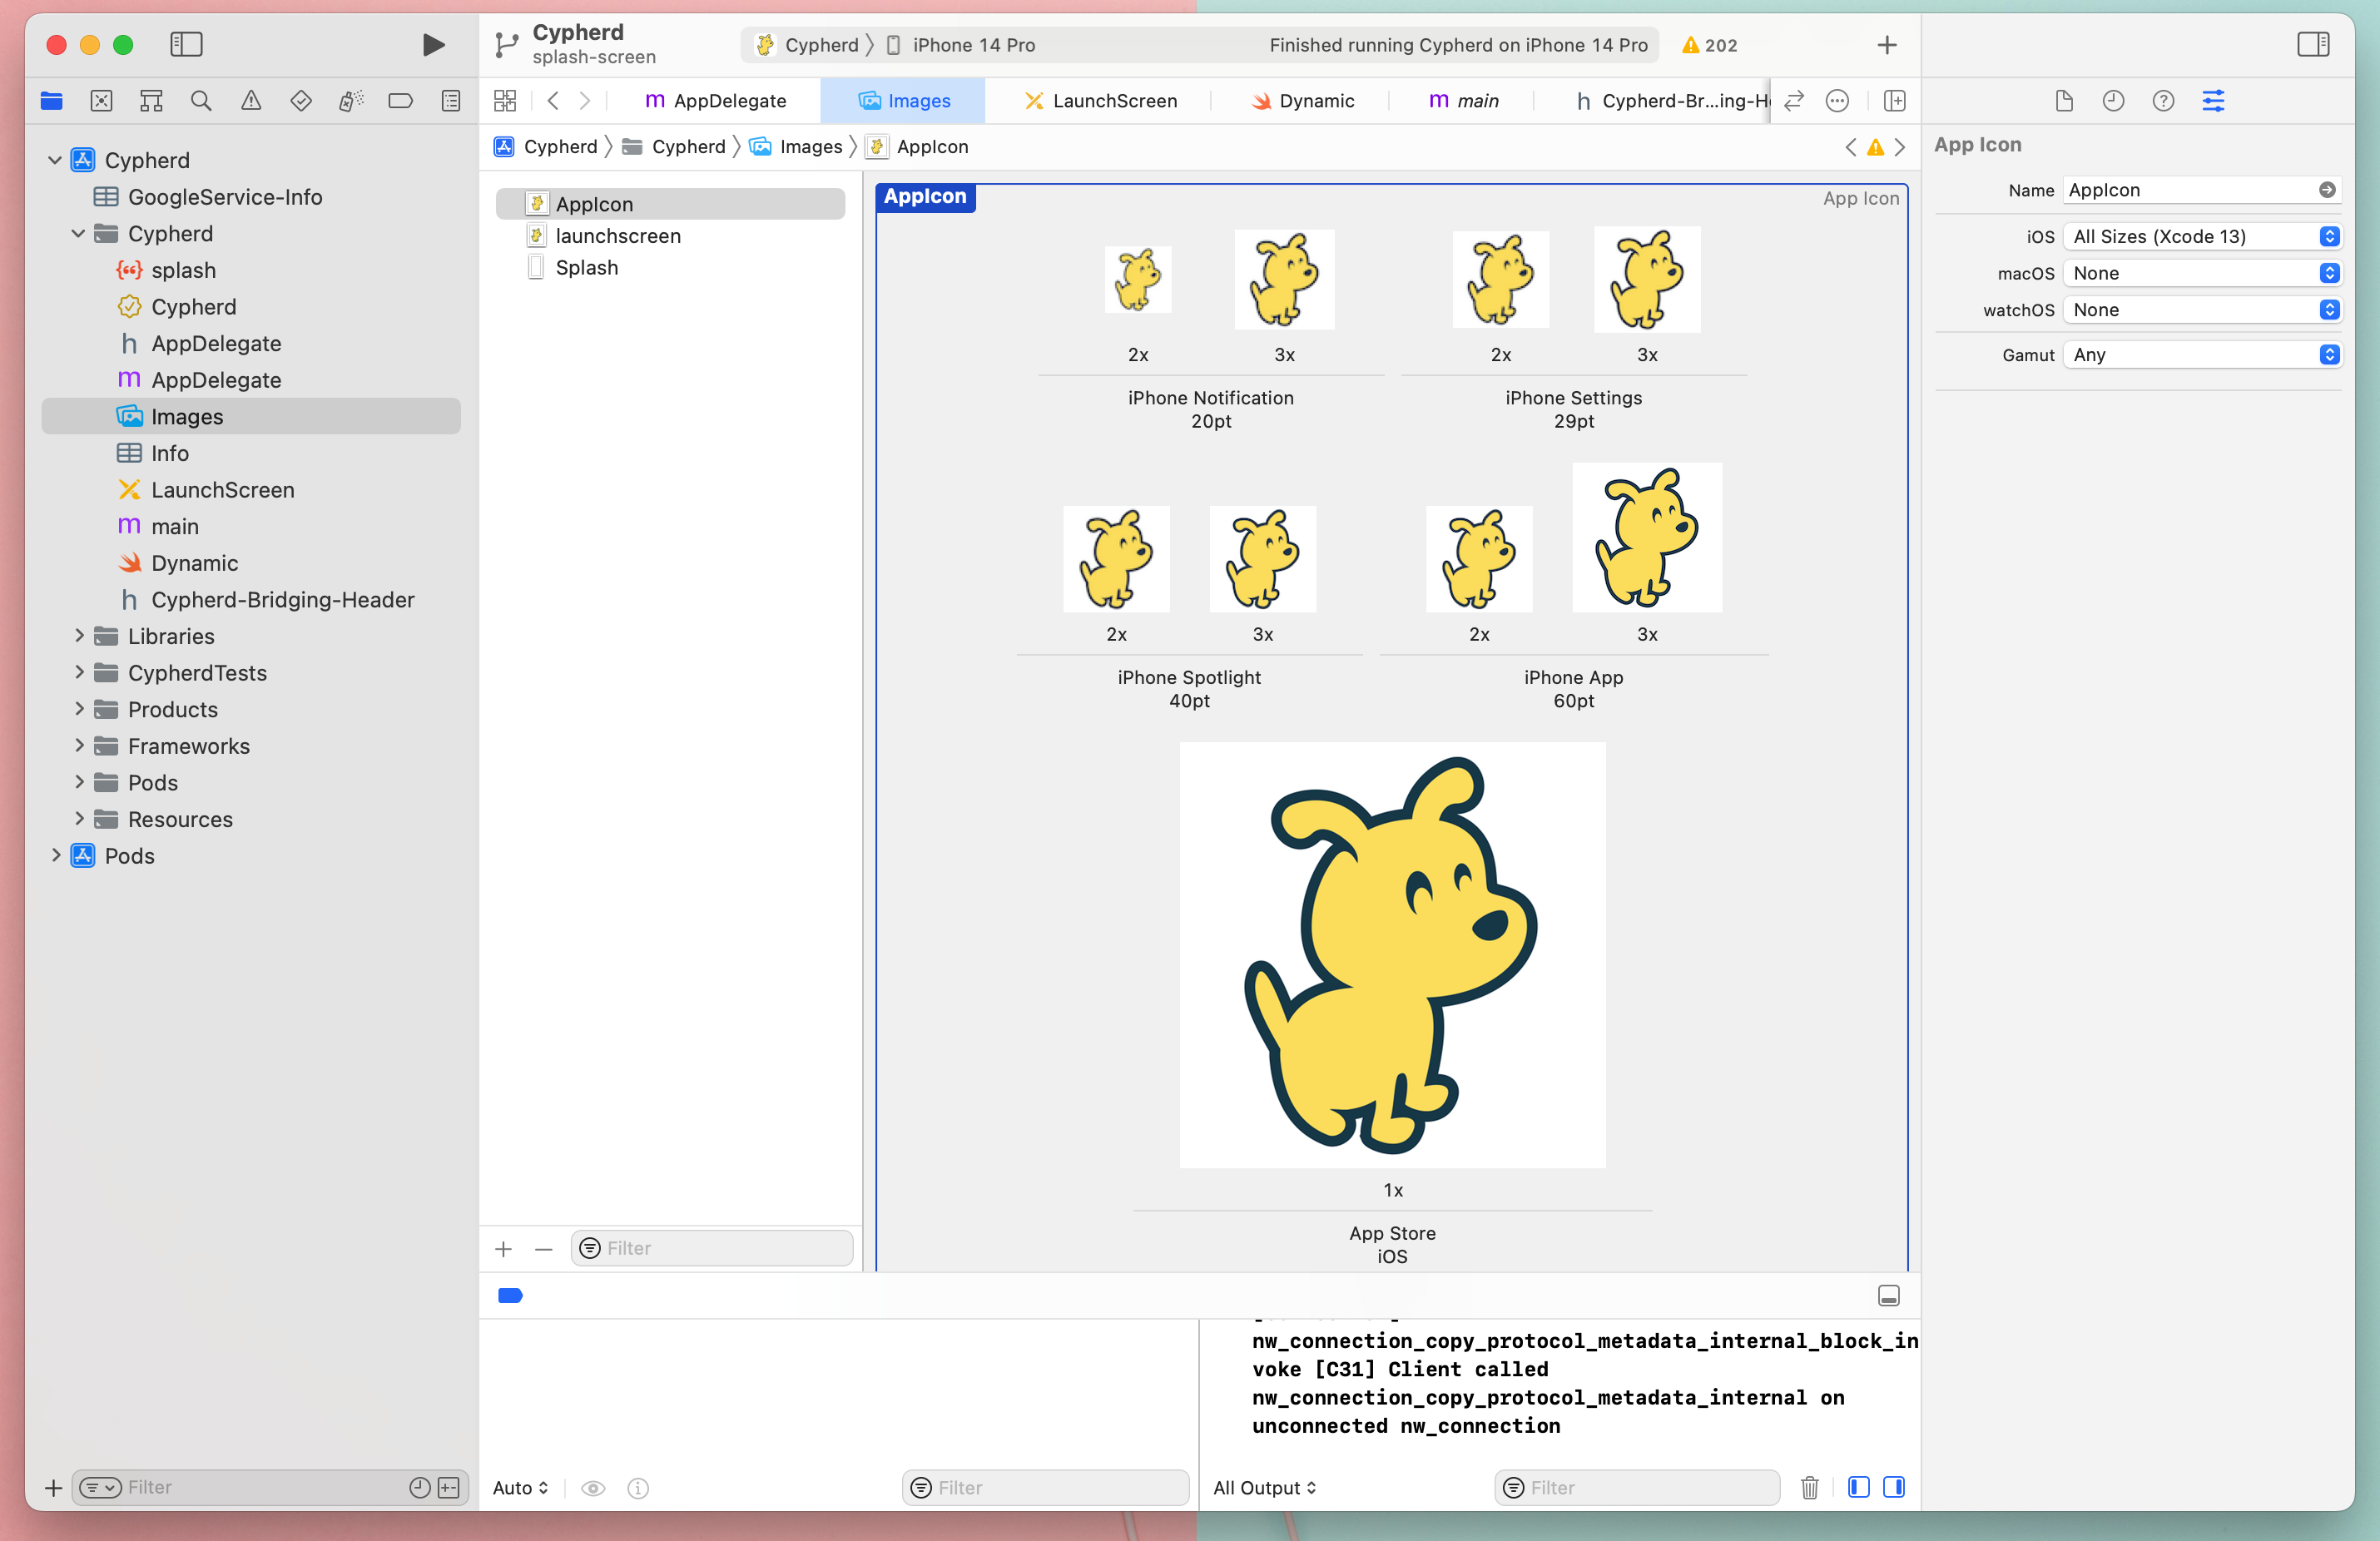 Cypherd
splash-screen
Cypherd
iPhone 14 Pro
Finished running Cypherd on iPhone 14 Pro
202
AppDelegate
Images
LaunchScreen
Dynamic
main
Cypherd-Br...ing-H
Cypherd
Cypherd
Images
AppIcon
Cypherd
GoogleService-Info
Cypherd
splash
Cypherd
AppDelegate
AppDelegate
Images
Info
LaunchScreen
main
Dynamic
Cypherd-Bridging-Header
Libraries
CypherdTests
Products
Frameworks
Pods
Resources
Pods
Filter
AppIcon
launchscreen
Splash
Filter
AppIcon
App Icon
2x
3x
iPhone Notification
20pt
2x
3x
iPhone Settings
29pt
2x
3x
iPhone Spotlight
40pt
2x
3x
iPhone App
60pt
1x
App Store
iOS
nw_connection_copy_protocol_metadata_internal_block_in
voke [C31] Client called
nw_connection_copy_protocol_metadata_internal on
unconnected nw_connection
Auto
Filter
All Output
Filter
App Icon
Name AppIcon
iOS All Sizes (Xcode 13)
macOS None
watchOS None
Gamut Any